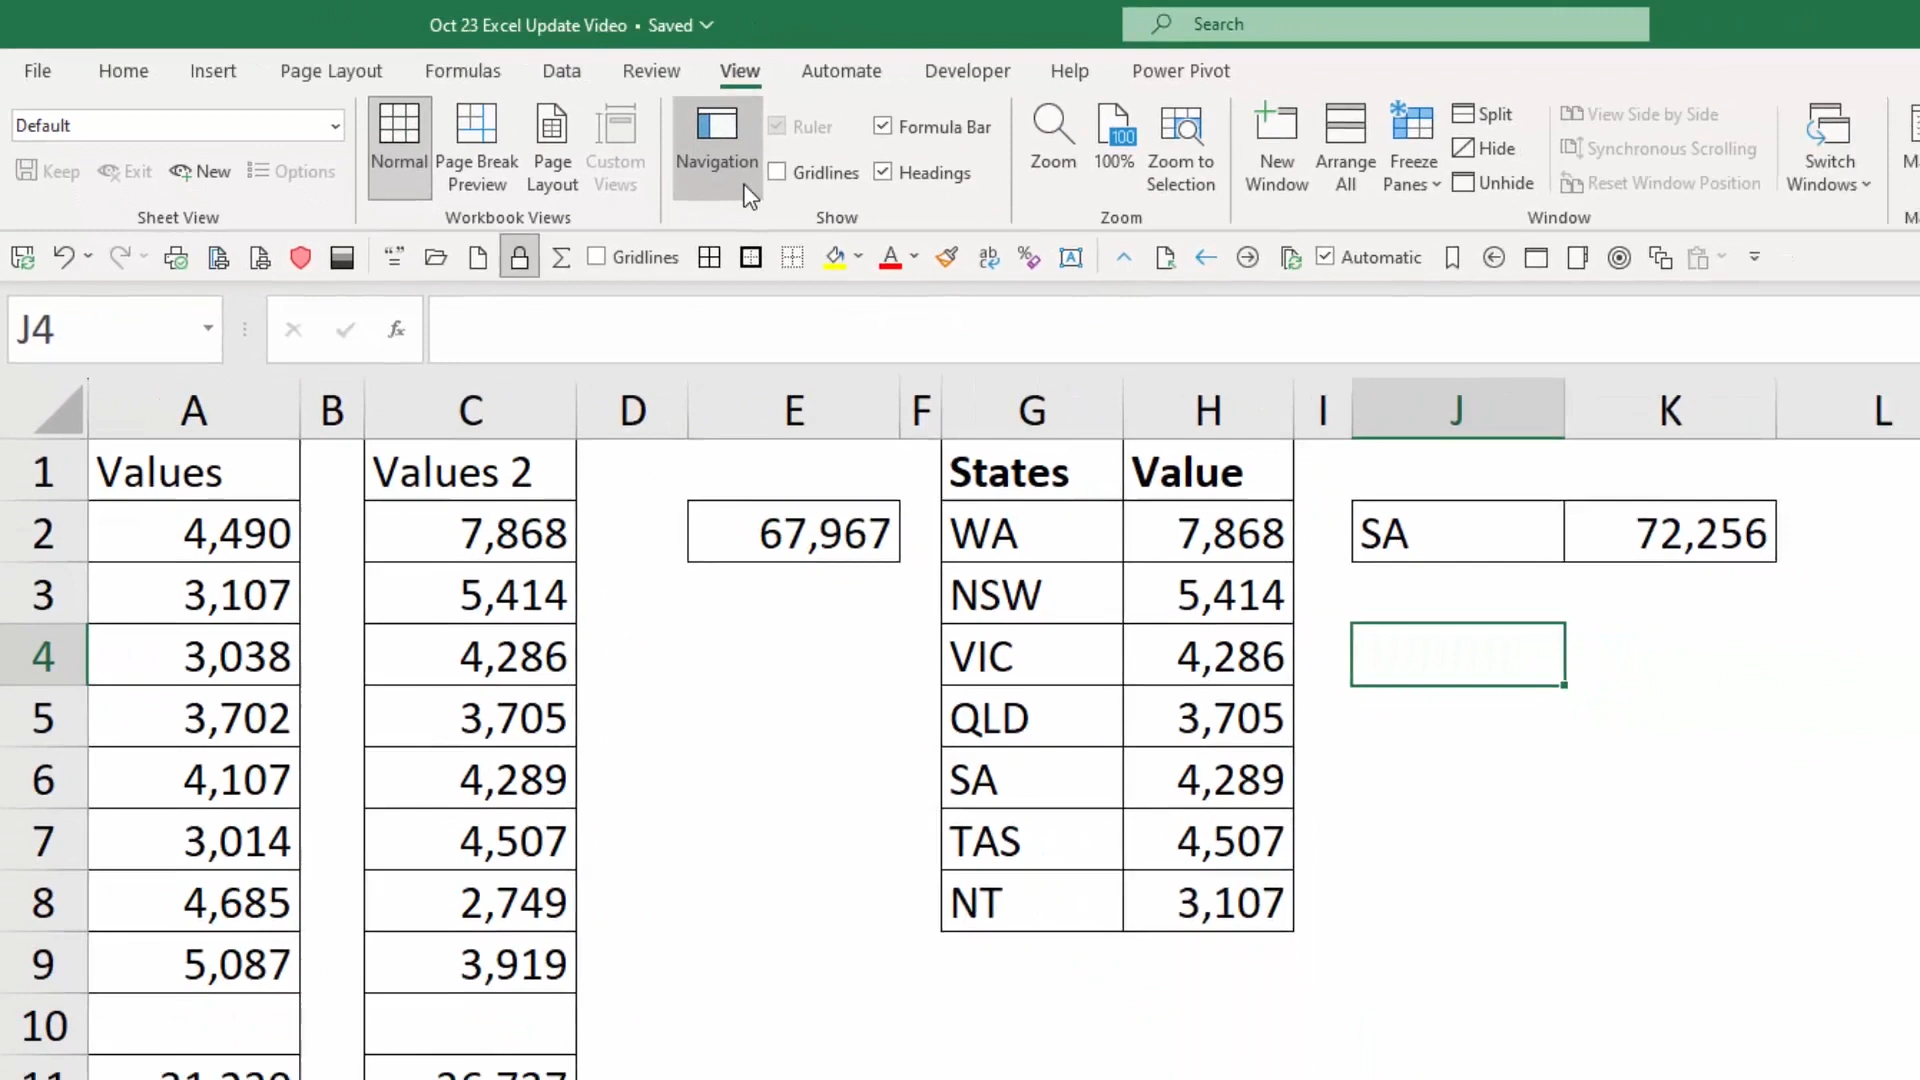 Oct 23 Excel Update Video • Saved
Search
File Home Insert Page Layout Formulas Data Review View Automate Developer Help Power Pivot
Default
Keep Exit New Options
Sheet View
Normal
Page Break Preview
Page Layout
Custom Views
Workbook Views
Navigation
Ruler
Formula Bar
Gridlines
Headings
Show
Zoom
100
100%
Zoom to Selection
Zoom
New Window
Arrange All
Freeze Panes
Split
Hide
Unhide
View Side by Side
Synchronous Scrolling
Reset Window Position
Switch Windows
Window
Gridlines
Automatic
J4
fx
A B C D E F G H I J K L
1 Values Values 2 States Value
2 4,490 7,868 67,967 WA 7,868 SA 72,256
3 3,107 5,414 NSW 5,414
4 3,038 4,286 VIC 4,286
5 3,702 3,705 QLD 3,705
6 4,107 4,289 SA 4,289
7 3,014 4,507 TAS 4,507
8 4,685 2,749 NT 3,107
9 5,087 3,919
10